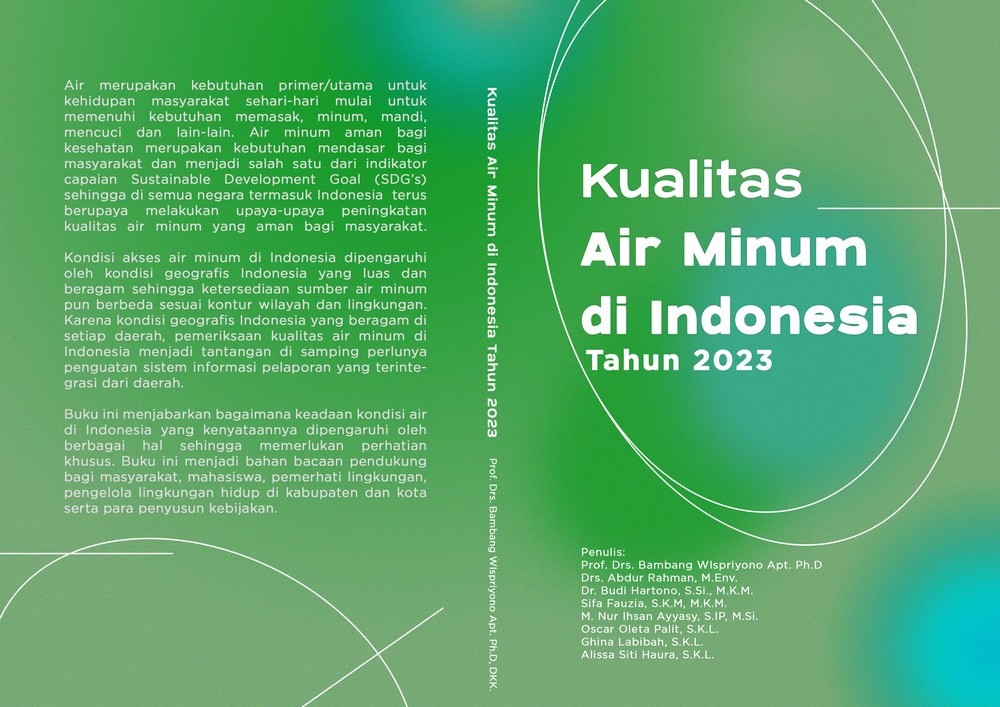 Air merupakan kebutuhan primer/utama untuk
kehidupan masyarakat sehari-hari mulai untuk
memenuhi kebutuhan memasak, minum, mandi,
mencuci dan lain-lain. Air minum aman bagi
kesehatan merupakan kebutuhan mendasar bagi
masyarakat dan menjadi salah satu dari indikator
capaian Sustainable Development Goal (SDG's)
sehingga di semua negara termasuk Indonesia terus
berupaya melakukan upaya-upaya peningkatan
kualitas air minum yang aman bagi masyarakat.
Kondisi akses air minum di Indonesia dipengaruhi
oleh kondisi geografis Indonesia yang luas dan
beragam sehingga ketersediaan sumber air minum
pun berbeda sesuai kontur wilayah dan lingkungan.
Karena kondisi geografis Indonesia yang beragam di
setiap daerah, pemeriksaan kualitas air minum di
Indonesia menjadi tantangan di samping perlunya
penguatan sistem informasi pelaporan yang terinte-
grasi dari daerah.
Buku ini menjabarkan bagaimana keadaan kondisi air
di Indonesia yang kenyataannya dipengaruhi oleh
berbagai hal sehingga memerlukan perhatian
khusus. Buku ini menjadi bahan bacaan pendukung
bagi masyarakat, mahasiswa, pemerhati lingkungan,
pengelola lingkungan hidup di kabupaten dan kota
serta para penyusun kebijakan.
Kualitas Air Minum di Indonesia Tahun 2023
Prof. Drs. Bambang WIspriyono Apt. Ph.D, DKK.
Kualitas
Air Minum
di Indonesia
Tahun 2023
Penulis:
Prof. Drs. Bambang WIspriyono Apt. Ph.D
Drs. Abdur Rahman, M.Env.
Dr. Budi Hartono, S.Si., M.K.M.
Sifa Fauzia, S.K.M, M.K.M.
M. Nur Ihsan Ayyasy, S.IP, M.Si.
Oscar Oleta Palit, S.K.L.
Ghina Labibah, S.K.L.
Alissa Siti Haura, S.K.L.